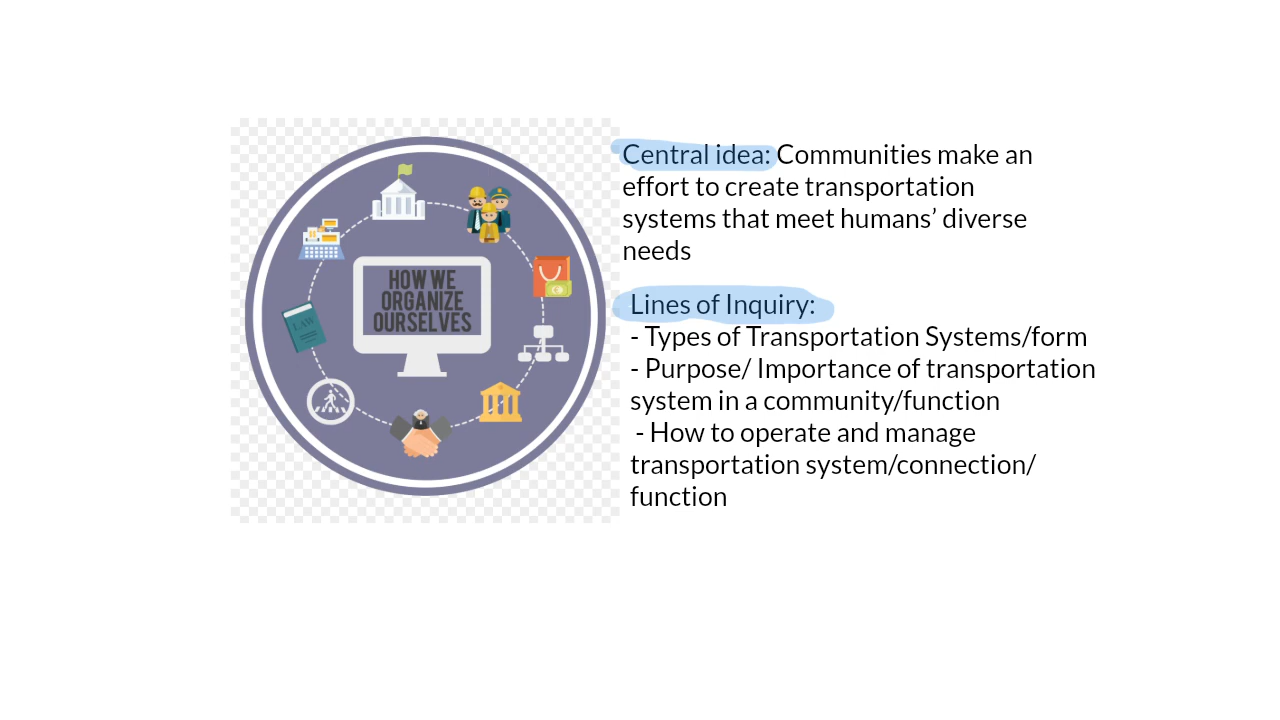 HOW WE
ORGANIZE
OURSELVES
LAW
Central idea: Communities make an
effort to create transportation
systems that meet humans’ diverse
needs
Lines of Inquiry:
- Types of Transportation Systems/form
- Purpose/ Importance of transportation
system in a community/function
- How to operate and manage
transportation system/connection/
function